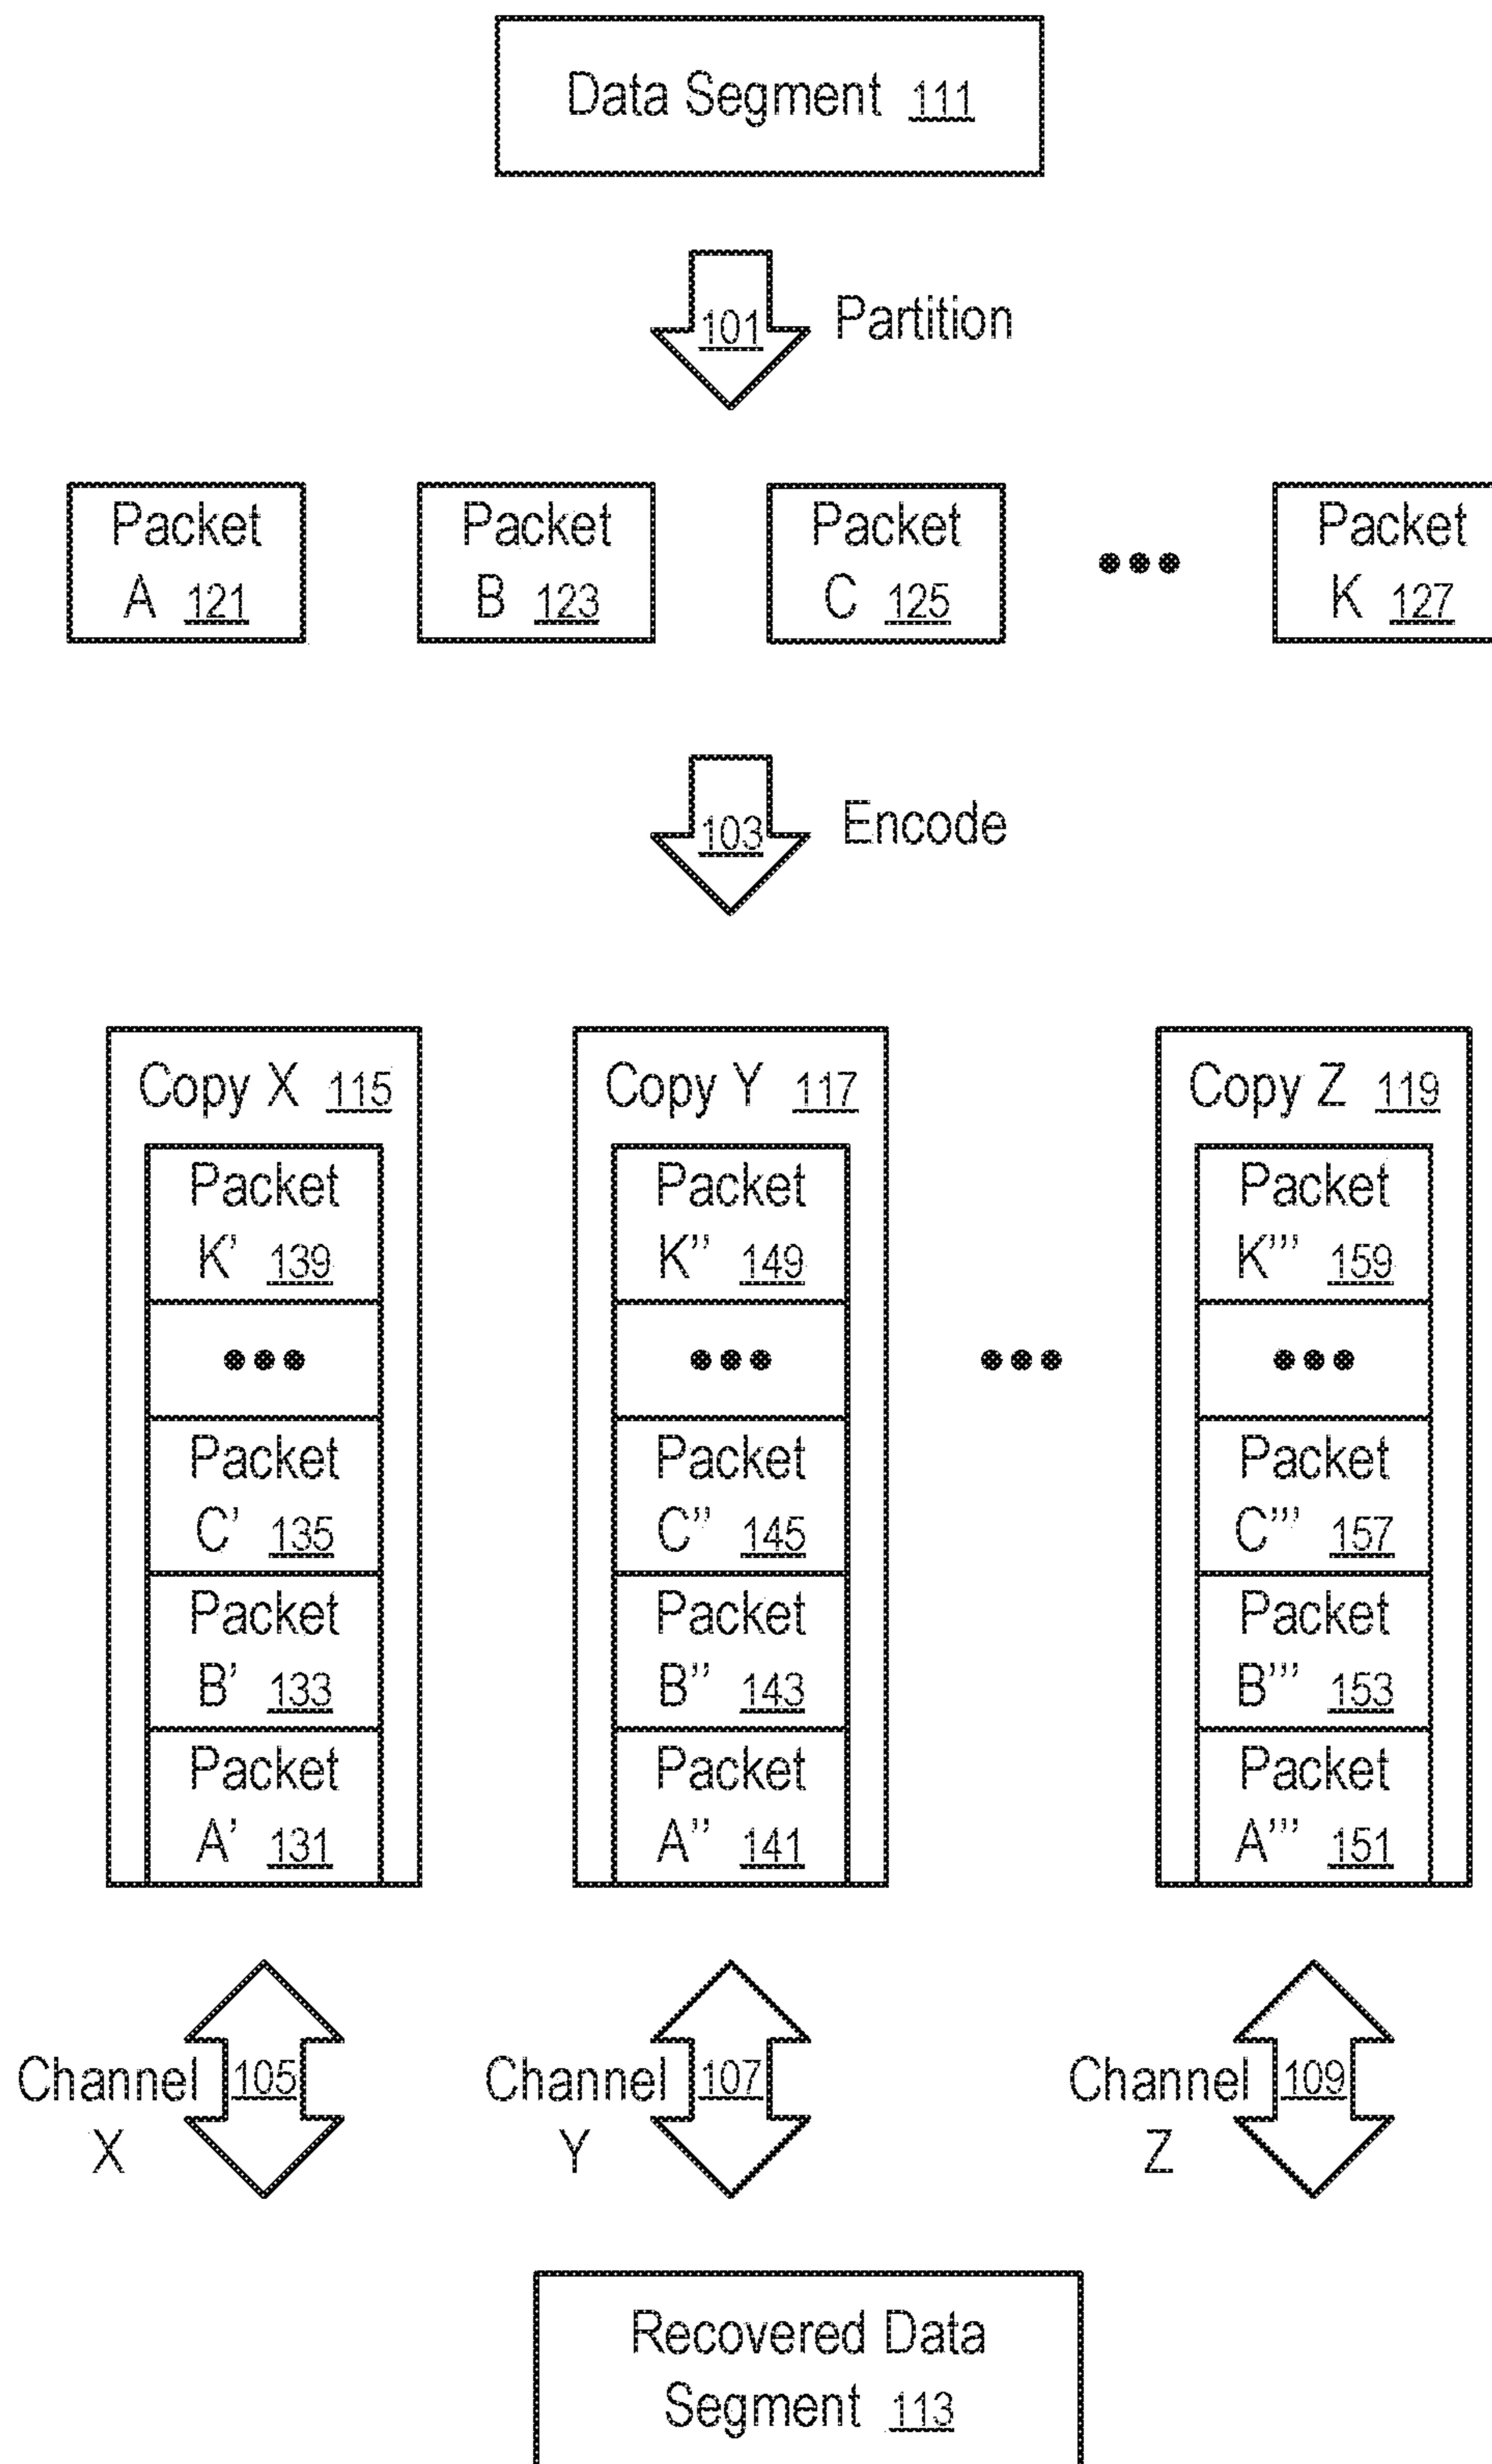 Data Segment 111
101 Partition
Packet
A 121
Packet
B 123
Packet
C 125
Packet
K 127
103 Encode
Copy X 115
Packet
K' 139
Packet
C' 135
Packet
B' 133
Packet
A' 131
Copy Y 117
Packet
K'' 149
Packet
C'' 145
Packet
B'' 143
Packet
A'' 141
Copy Z 119
Packet
K''' 159
Packet
C''' 157
Packet
B''' 153
Packet
A''' 151
Channel 105
X
Channel 107
Y
Channel 109
Z
Recovered Data
Segment 113